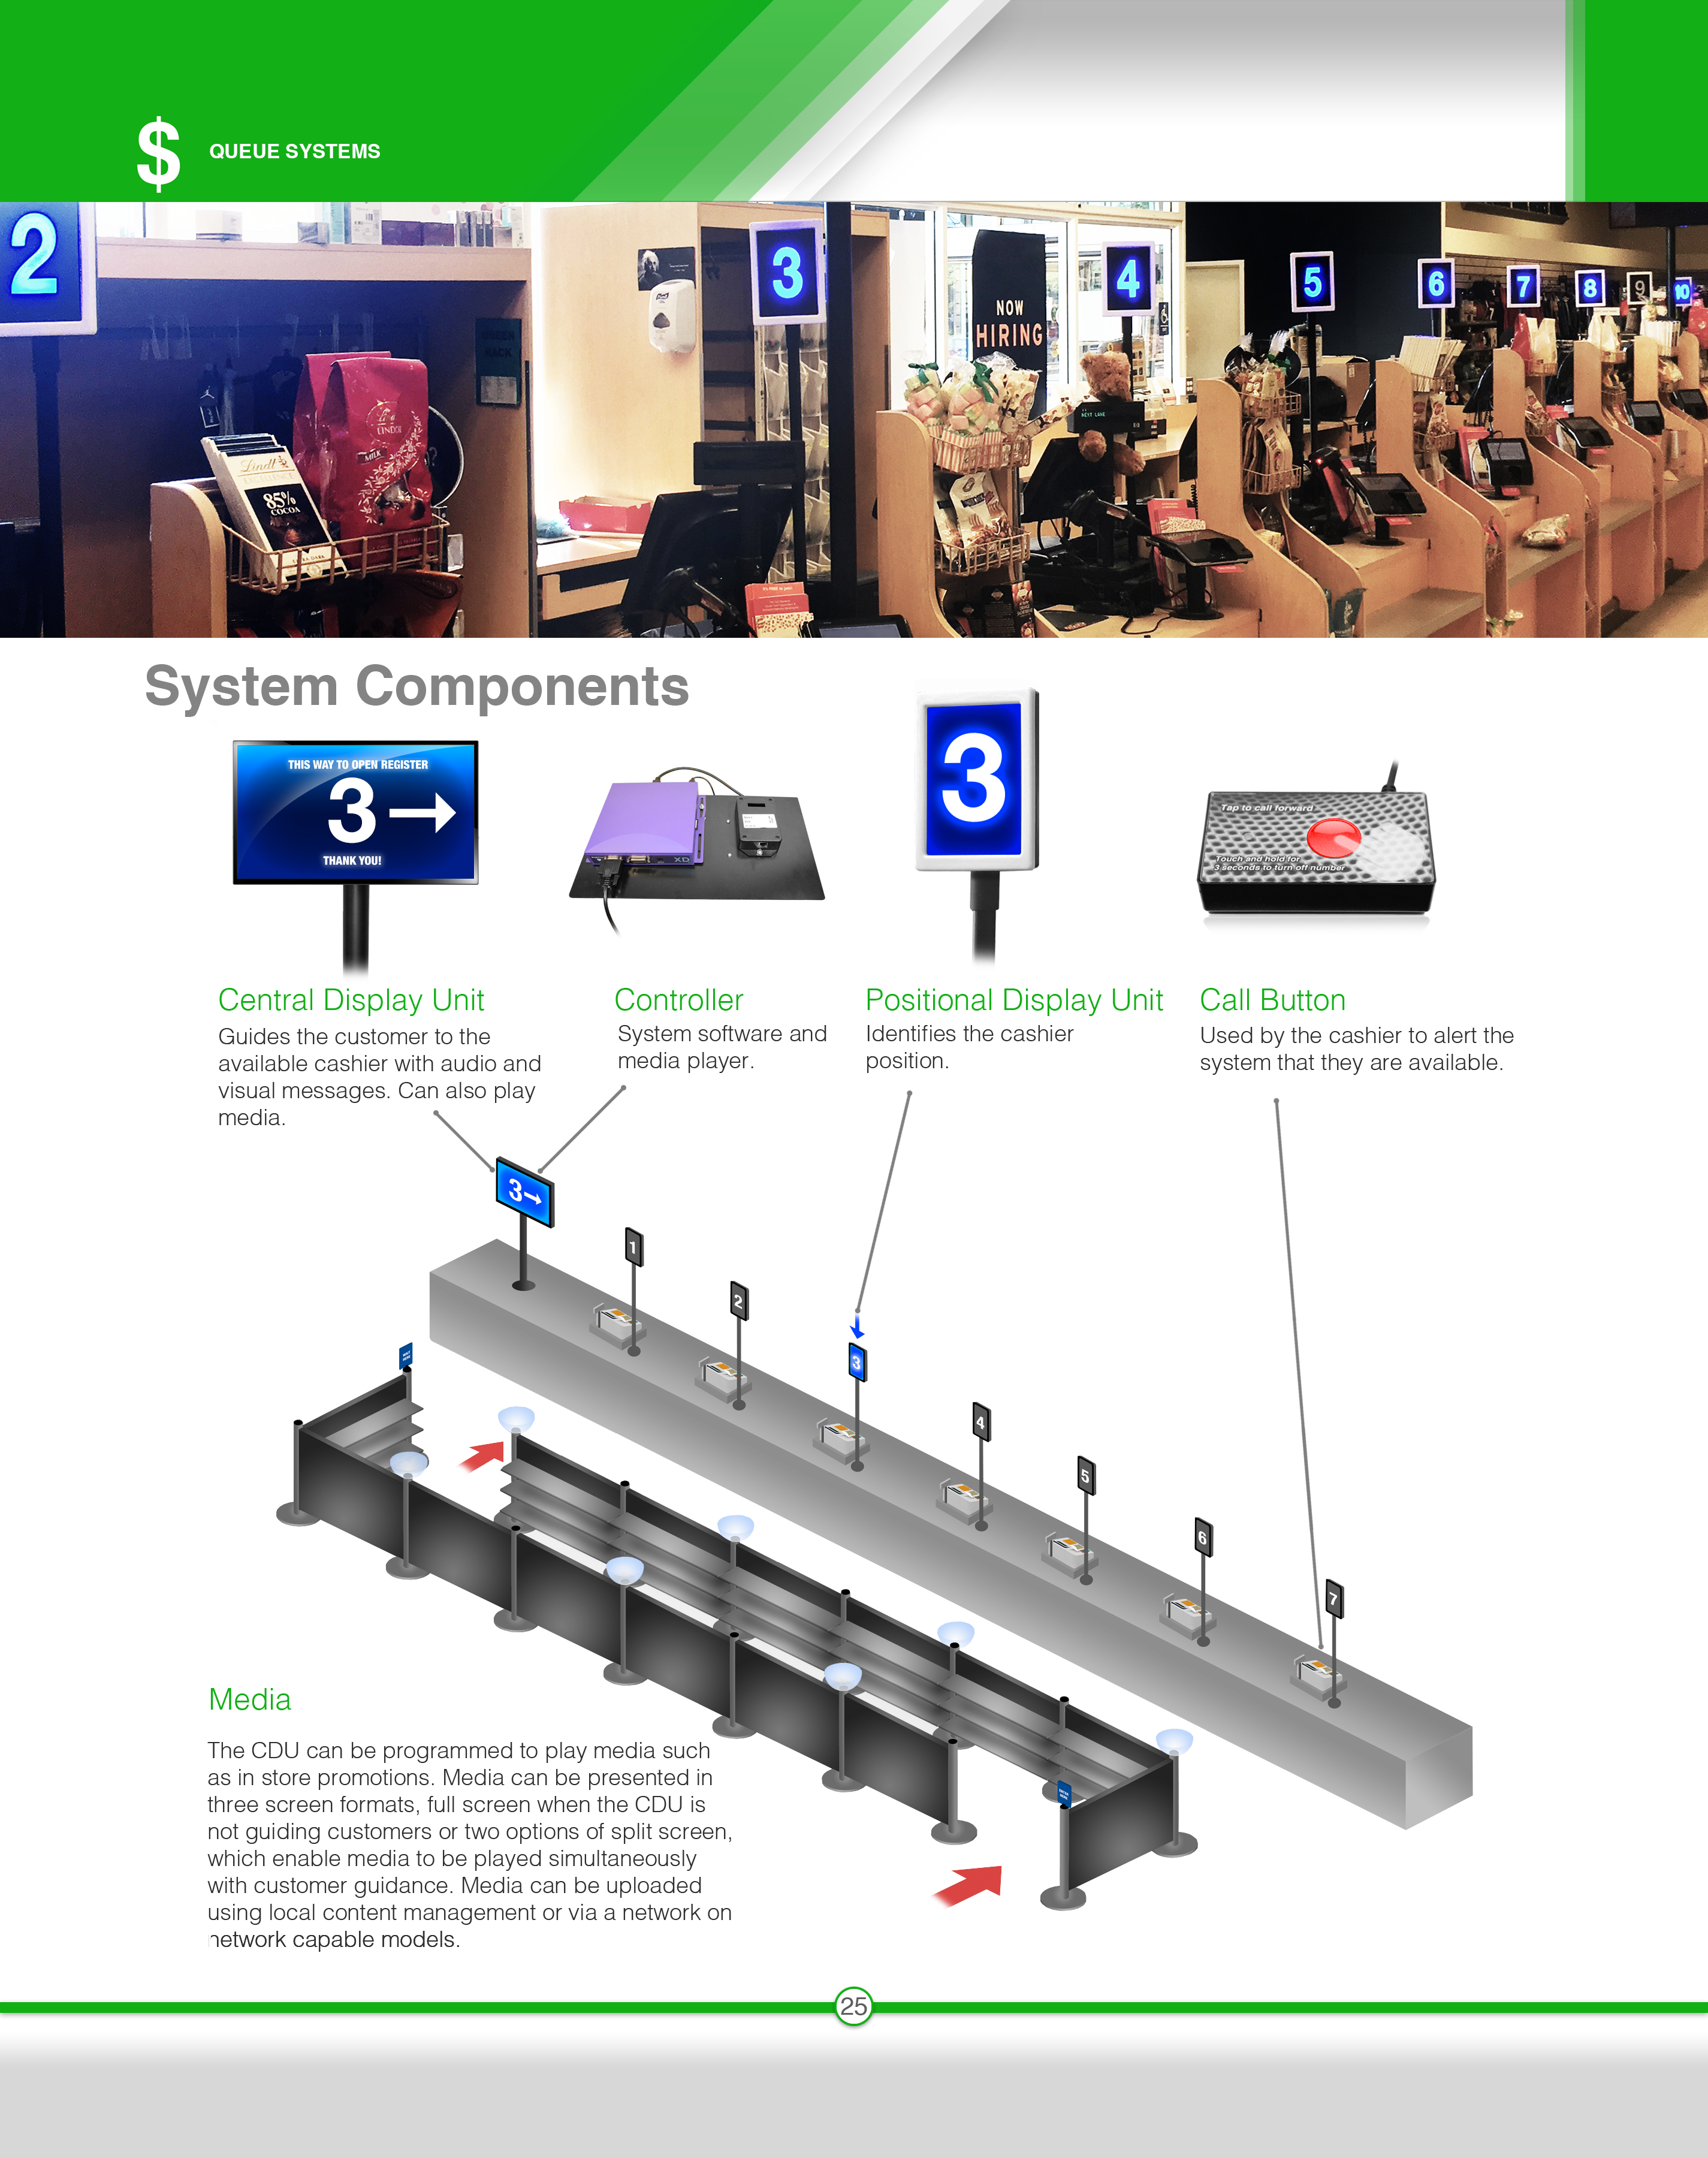 $ QUEUE SYSTEMS
2
3
4
5
6
7
8
9
10
NOW
HIRING
NEXT LANE
Lindt
EXCELLENCE
85%
COCOA
LINDOR
MILK
System Components
THIS WAY TO OPEN REGISTER
3 →
THANK YOU!
XD
3
Tap to call forward
Touch and hold for
3 seconds to turn off number
Central Display Unit
Guides the customer to the
available cashier with audio and
visual messages. Can also play
media.
Controller
System software and
media player.
Positional Display Unit
Identifies the cashier
position.
Call Button
Used by the cashier to alert the
system that they are available.
3→
1
2
3
4
5
6
7
Media
The CDU can be programmed to play media such
as in store promotions. Media can be presented in
three screen formats, full screen when the CDU is
not guiding customers or two options of split screen,
which enable media to be played simultaneously
with customer guidance. Media can be uploaded
using local content management or via a network on
network capable models.
25